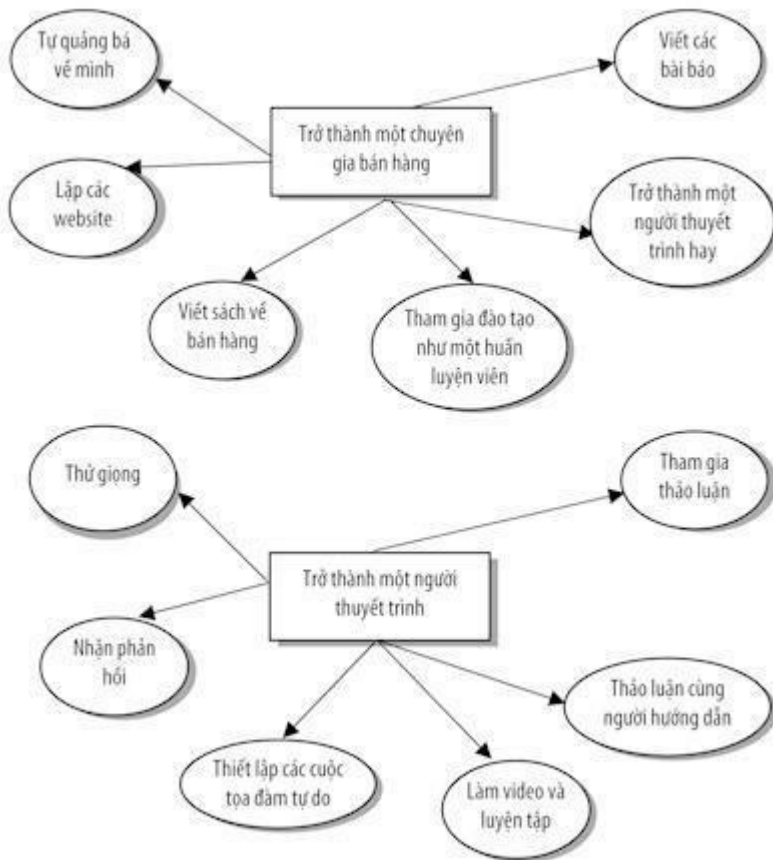 Tự quảng bá
về mình
Viết các
bài báo
Trở thành một chuyên
gia bán hàng
Lập các
website
Trở thành một
người thuyết
trình hay
Viết sách về
bán hàng
Tham gia đào tạo
như một huấn
luyện viên
Thử giọng
Tham gia
thảo luận
Trở thành một người
thuyết trình
Nhận phản
hồi
Thảo luận cùng
người hướng dẫn
Thiết lập các cuộc
tọa đàm tự do
Làm video và
luyện tập